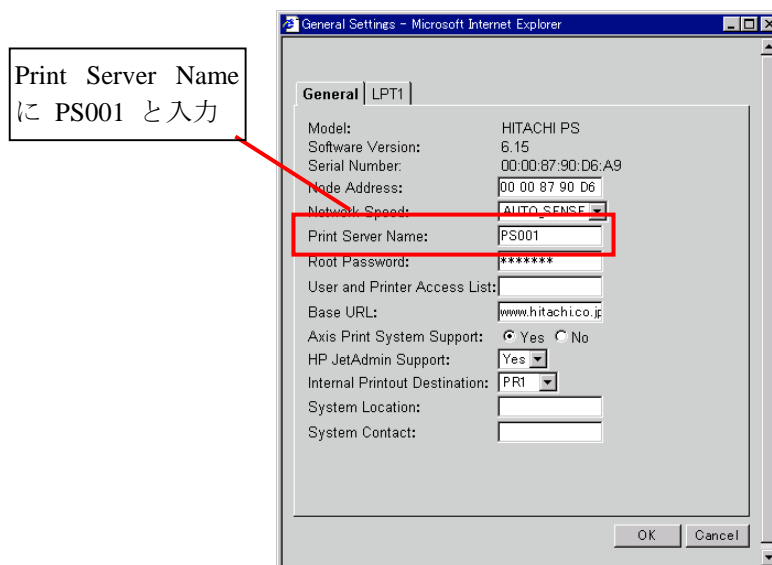 General Settings - Microsoft Internet Explorer
Print Server Name
に PS001 と入力
General LPT1
Model: HITACHI PS
Software Version: 6.15
Serial Number: 00:00:87:90:D6:A9
Node Address: 00 00 87 90 D6
Network Speed: AUTO_SENSE
Print Server Name: PS001
Root Password: *******
User and Printer Access List:
Base URL: www.hitachi.co.jp
Axis Print System Support: Yes No
HP JetAdmin Support: Yes
Internal Printout Destination: PR1
System Location:
System Contact:
OK Cancel